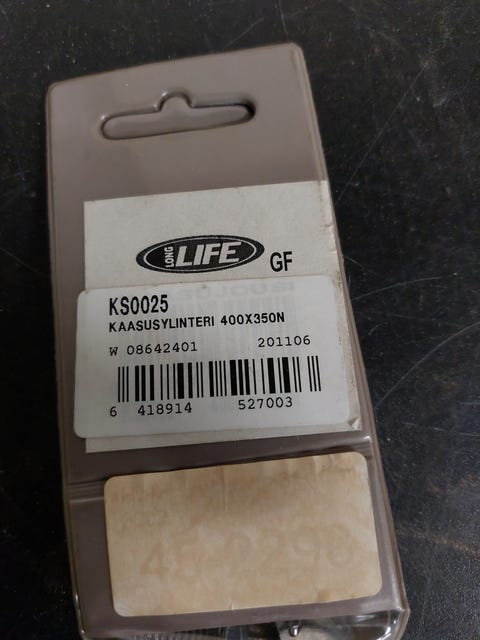 LONG LIFE
GF
KS0025
KAASUSYLINTERI 400X350N
W 08642401 201106
6 418914 527003